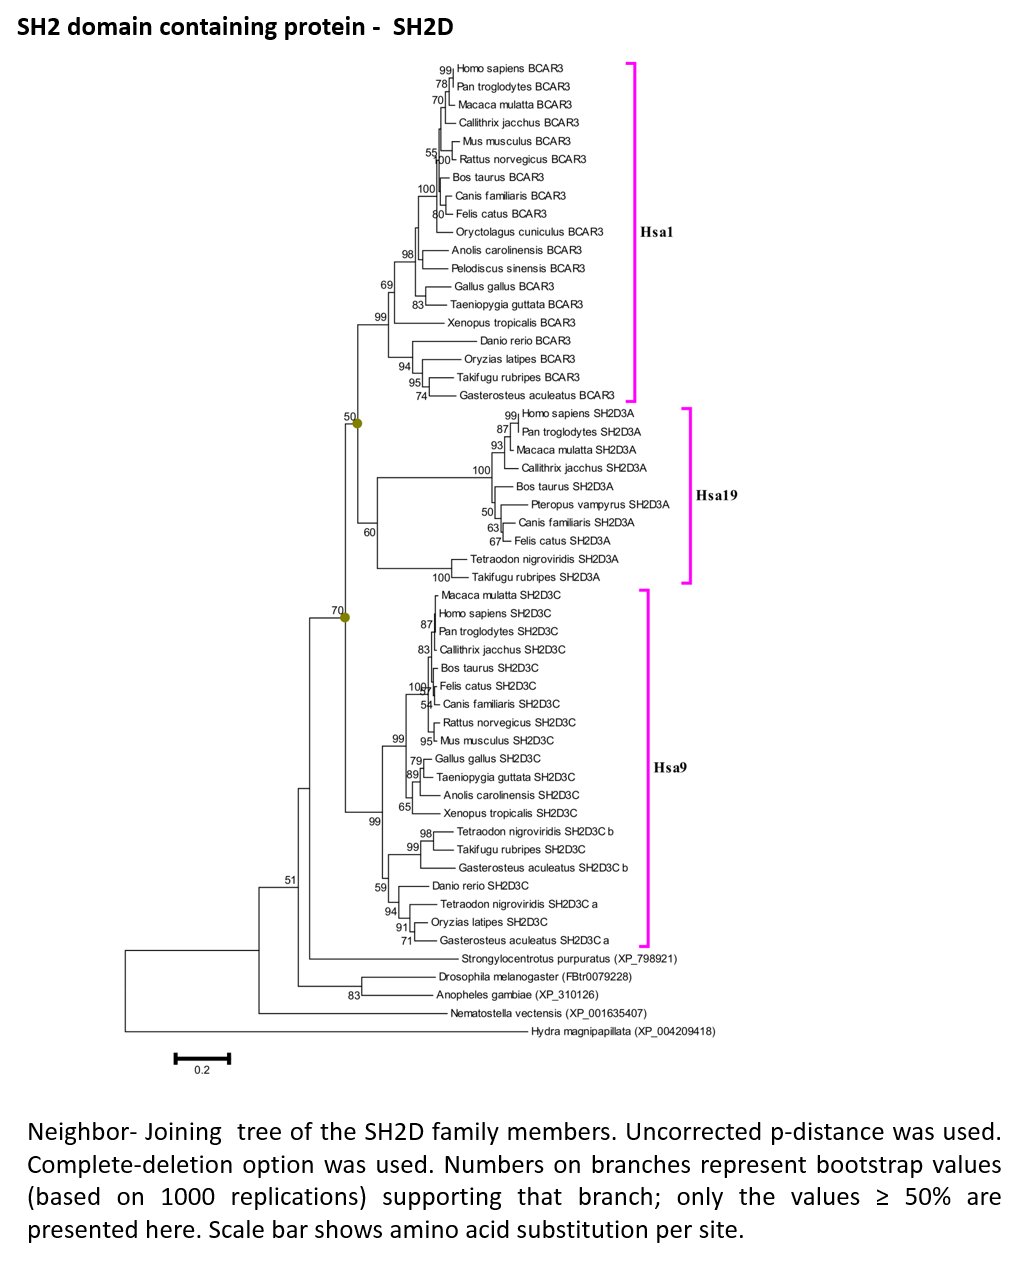 SH2 domain containing protein - SH2D
99 Homo sapiens BCAR3
78 Pan troglodytes BCAR3
70 Macaca mulatta BCAR3
Callithrix jacchus BCAR3
Mus musculus BCAR3
55 100 Rattus norvegicus BCAR3
Bos taurus BCAR3
100 Canis familiaris BCAR3
80 Felis catus BCAR3
Oryctolagus cuniculus BCAR3
Hsa1
98 Anolis carolinensis BCAR3
Pelodiscus sinensis BCAR3
69 Gallus gallus BCAR3
83 Taeniopygia guttata BCAR3
99 Xenopus tropicalis BCAR3
Danio rerio BCAR3
94 Oryzias latipes BCAR3
95 Takifugu rubripes BCAR3
74 Gasterosteus aculeatus BCAR3
50
99 Homo sapiens SH2D3A
87 Pan troglodytes SH2D3A
93 Macaca mulatta SH2D3A
100 Callithrix jacchus SH2D3A
Bos taurus SH2D3A
Hsa19
50 Pteropus vampyrus SH2D3A
63 Canis familiaris SH2D3A
67 Felis catus SH2D3A
60
Tetraodon nigroviridis SH2D3A
100 Takifugu rubripes SH2D3A
70
Macaca mulatta SH2D3C
Homo sapiens SH2D3C
87 Pan troglodytes SH2D3C
83 Callithrix jacchus SH2D3C
Bos taurus SH2D3C
100 57 Felis catus SH2D3C
54 Canis familiaris SH2D3C
Rattus norvegicus SH2D3C
99 95 Mus musculus SH2D3C
79 Gallus gallus SH2D3C
Hsa9
89 Taeniopygia guttata SH2D3C
Anolis carolinensis SH2D3C
65 Xenopus tropicalis SH2D3C
99
98 Tetraodon nigroviridis SH2D3C b
99 Takifugu rubripes SH2D3C
Gasterosteus aculeatus SH2D3C b
59 Danio rerio SH2D3C
94 Tetraodon nigroviridis SH2D3C a
91 Oryzias latipes SH2D3C
71 Gasterosteus aculeatus SH2D3C a
51
Strongylocentrotus purpuratus (XP_798921)
Drosophila melanogaster (FBtr0079228)
83 Anopheles gambiae (XP_310126)
Nematostella vectensis (XP_001635407)
Hydra magnipapillata (XP_004209418)
0.2
Neighbor- Joining tree of the SH2D family members. Uncorrected p-distance was used.
Complete-deletion option was used. Numbers on branches represent bootstrap values
(based on 1000 replications) supporting that branch; only the values ≥ 50% are
presented here. Scale bar shows amino acid substitution per site.